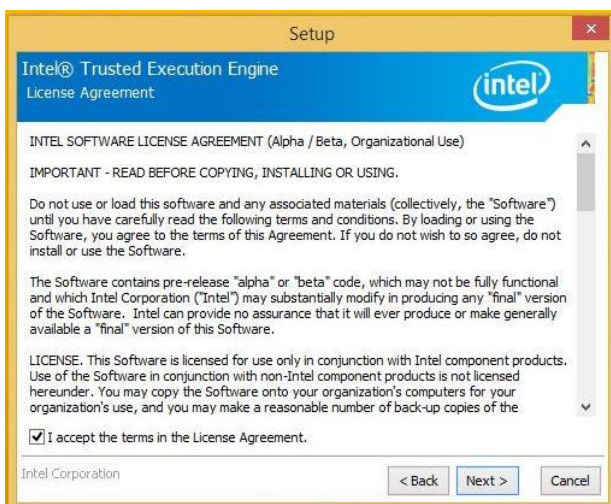 Setup
Intel® Trusted Execution Engine
License Agreement
intel
INTEL SOFTWARE LICENSE AGREEMENT (Alpha / Beta, Organizational Use)
IMPORTANT - READ BEFORE COPYING, INSTALLING OR USING.
Do not use or load this software and any associated materials (collectively, the "Software")
until you have carefully read the following terms and conditions. By loading or using the
Software, you agree to the terms of this Agreement. If you do not wish to so agree, do not
install or use the Software.
The Software contains pre-release "alpha" or "beta" code, which may not be fully functional
and which Intel Corporation ("Intel") may substantially modify in producing any "final" version
of the Software. Intel can provide no assurance that it will ever produce or make generally
available a "final" version of this Software.
LICENSE. This Software is licensed for use only in conjunction with Intel component products.
Use of the Software in conjunction with non-Intel component products is not licensed
hereunder. You may copy the Software onto your organization's computers for your
organization's use, and you may make a reasonable number of back-up copies of the
I accept the terms in the License Agreement.
Intel Corporation
< Back Next > Cancel